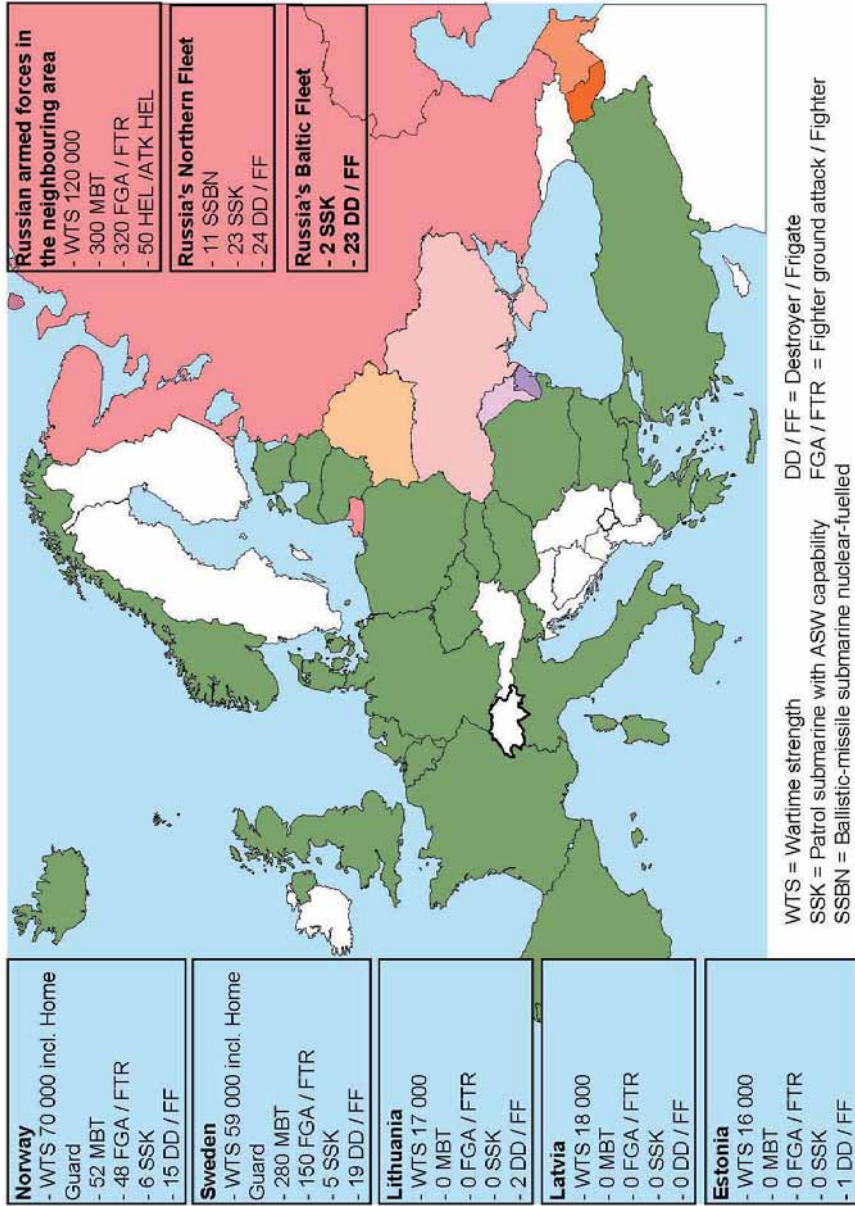 Norway
- WTS 70 000 incl. Home
Guard
- 52 MBT
- 48 FGA / FTR
- 6 SSK
- 15 DD / FF
Sweden
- WTS 59 000 incl. Home
Guard
- 280 MBT
- 150 FGA / FTR
- 5 SSK
- 19 DD / FF
Lithuania
- WTS 17 000
- 0 MBT
- 0 FGA / FTR
- 0 SSK
- 2 DD / FF
Latvia
- WTS 18 000
- 0 MBT
- 0 FGA / FTR
- 0 SSK
- 0 DD / FF
Estonia
- WTS 16 000
- 0 MBT
- 0 FGA / FTR
- 0 SSK
- 1 DD / FF
Russian armed forces in
the neighbouring area
- WTS 120 000
- 300 MBT
- 320 FGA / FTR
- 50 HEL /ATK HEL
Russia's Northern Fleet
- 11 SSBN
- 23 SSK
- 24 DD / FF
Russia's Baltic Fleet
- 2 SSK
- 23 DD / FF
WTS = Wartime strength
SSK = Patrol submarine with ASW capability
SSBN = Ballistic-missile submarine nuclear-fuelled
DD / FF = Destroyer / Frigate
FGA / FTR = Fighter ground attack / Fighter